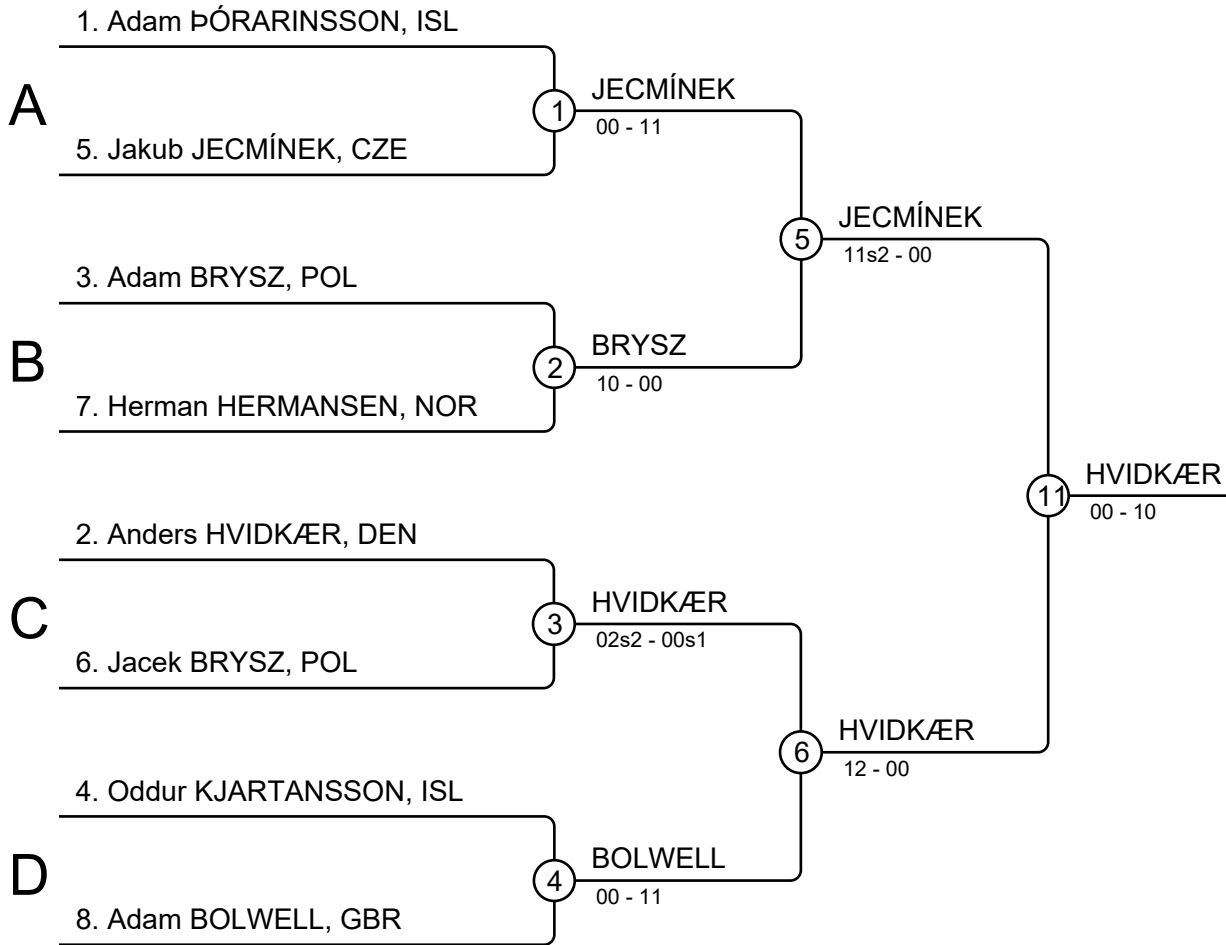 1. Adam ÞÓRARINSSON, ISL
A
1
JECMÍNEK
00 - 11
5. Jakub JECMÍNEK, CZE
5
JECMÍNEK
11s2 - 00
3. Adam BRYSZ, POL
B
2
BRYSZ
10 - 00
7. Herman HERMANSEN, NOR
11
HVIDKÆR
00 - 10
2. Anders HVIDKÆR, DEN
C
3
HVIDKÆR
02s2 - 00s1
6. Jacek BRYSZ, POL
6
HVIDKÆR
12 - 00
4. Oddur KJARTANSSON, ISL
D
4
BOLWELL
00 - 11
8. Adam BOLWELL, GBR